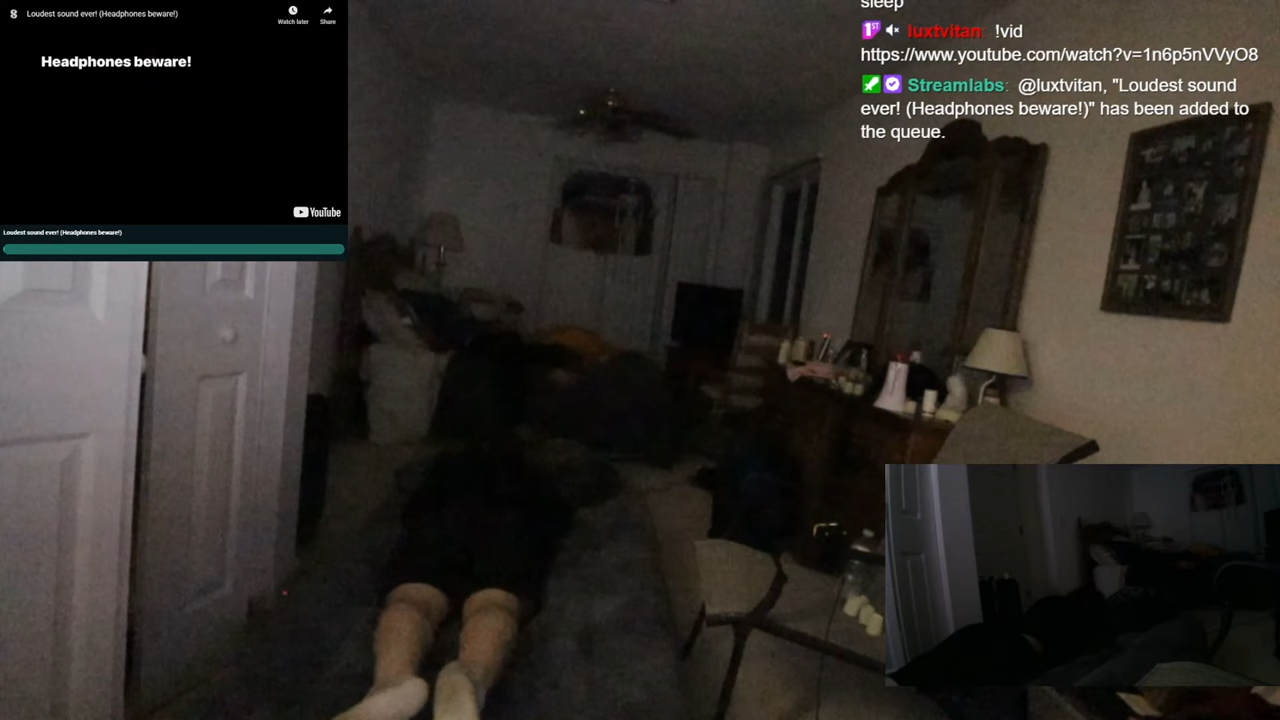 Loudest sound ever! (Headphones beware!)
Watch later
Share
Headphones beware!
YouTube
Loudest sound ever! (Headphones beware!)
sleep
1ST luxtvitan: !vid
https://www.youtube.com/watch?v=1n6p5nVVyO8
Streamlabs: @luxtvitan, "Loudest sound
ever! (Headphones beware!)" has been added to
the queue.